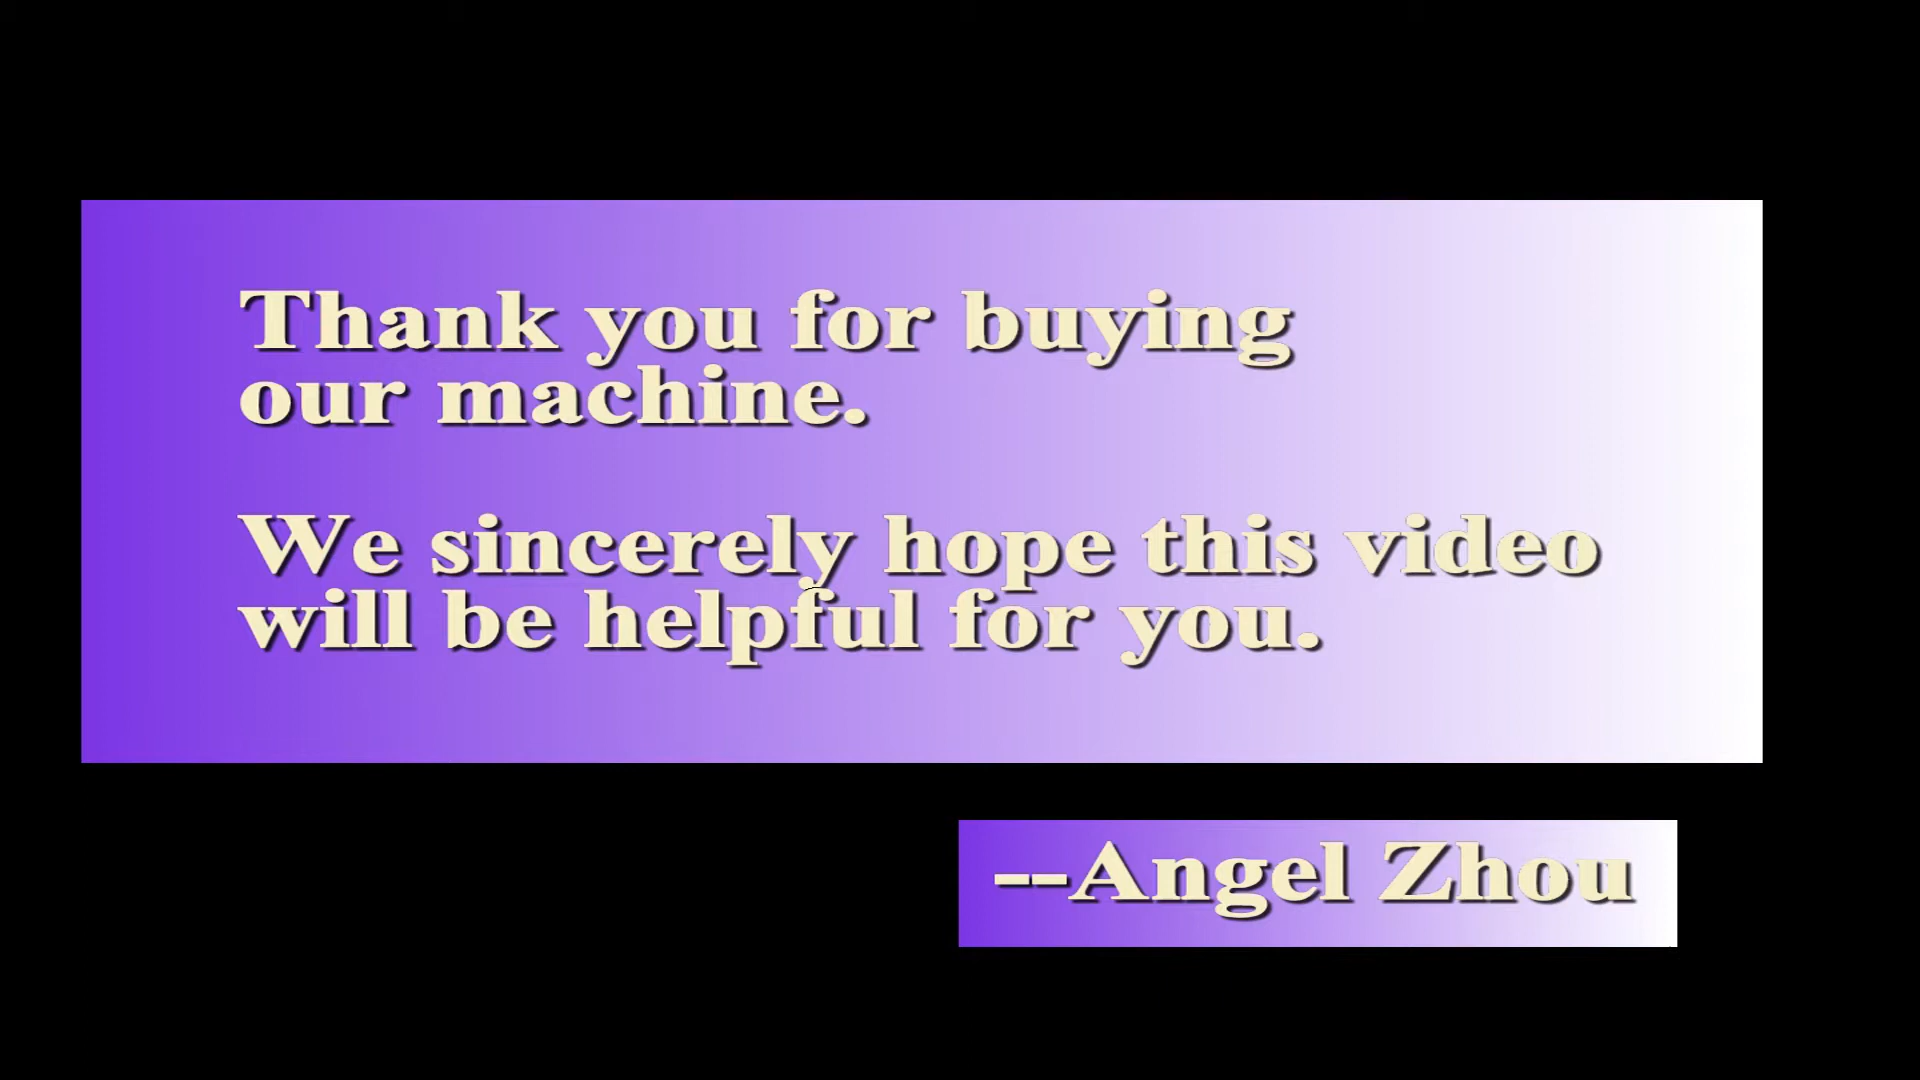 Thank you for buying
our machine.
We sincerely hope this video
will be helpful for you.
--Angel Zhou